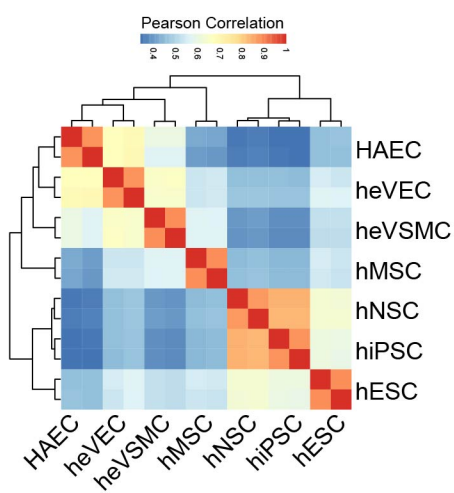 Pearson Correlation
0.4 0.5 0.6 0.7 0.8 0.9 1
HAEC
heVEC
heVSMC
hMSC
hNSC
hiPSC
hESC
HAEC heVEC heVSMC hMSC hNSC hiPSC hESC